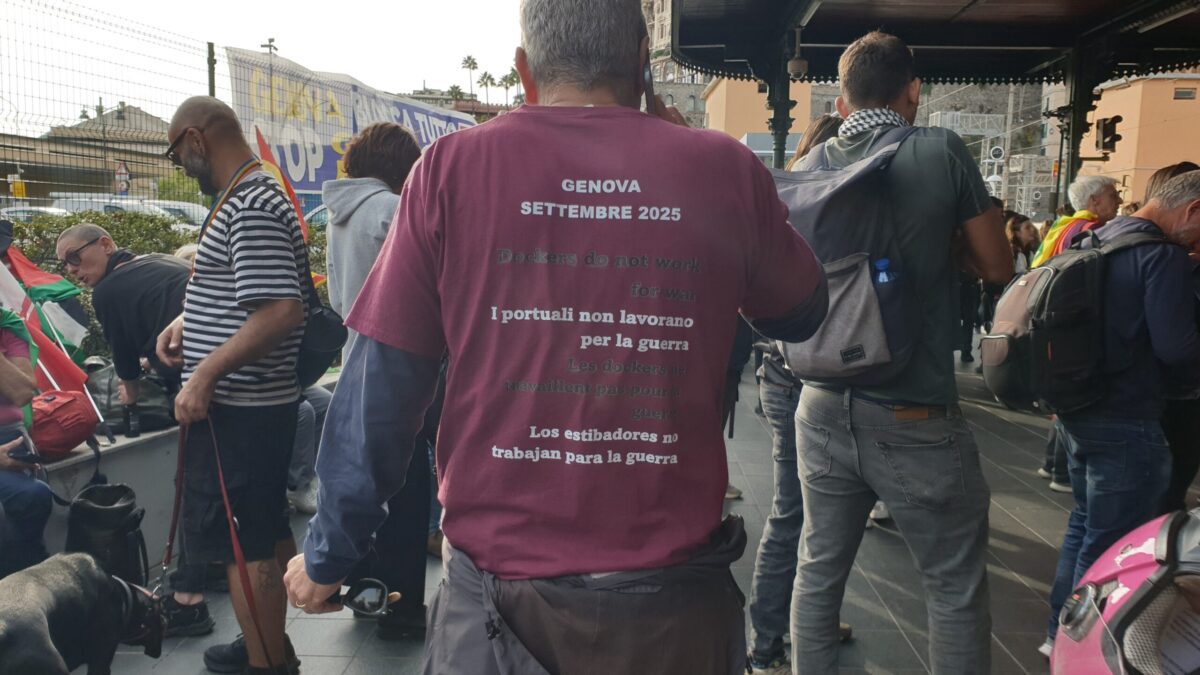 GENOVA
STOP
GENOVA
SETTEMBRE 2025
Dockers do not work
for war
I portuali non lavorano
per la guerra
Les dockers ne
travaillent pas pour la
guerre
Los estibadores no
trabajan para la guerra